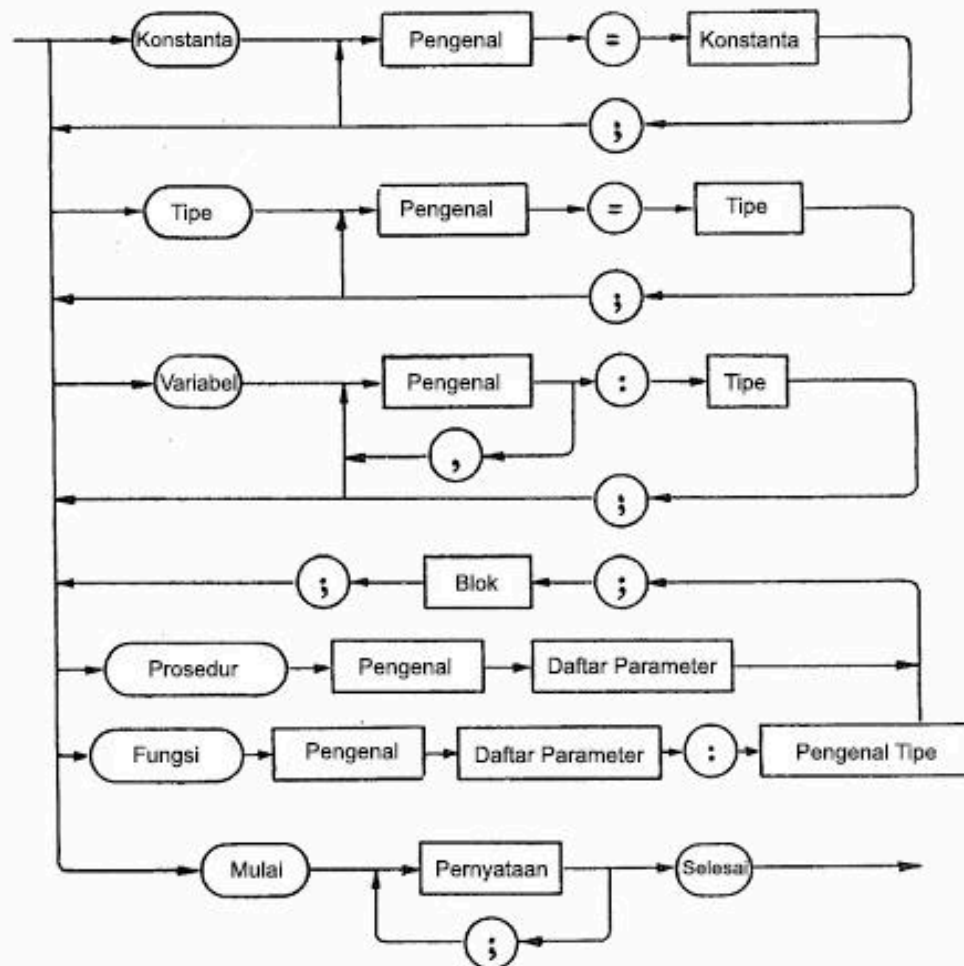 Konstanta Pengenal = Konstanta
;
Tipe Pengenal = Tipe
;
Variabel Pengenal : Tipe
,
;
; Blok ;
Prosedur Pengenal Daftar Parameter
Fungsi Pengenal Daftar Parameter : Pengenal Tipe
Mulai Pernyataan Selesai
;